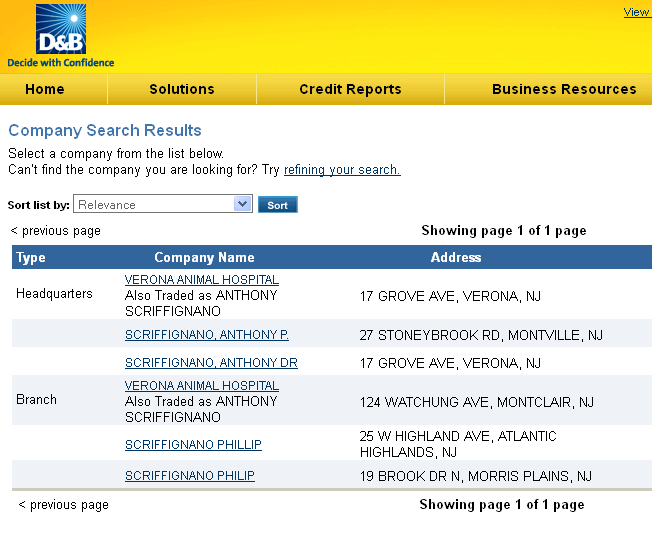 View
D&B
Decide with Confidence
Home Solutions Credit Reports Business Resources
Company Search Results
Select a company from the list below.
Can't find the company you are looking for? Try refining your search.
Sort list by: Relevance Sort
< previous page Showing page 1 of 1 page
Type Company Name Address
Headquarters VERONA ANIMAL HOSPITAL
Also Traded as ANTHONY
SCRIFFIGNANO 17 GROVE AVE, VERONA, NJ
SCRIFFIGNANO, ANTHONY P. 27 STONEYBROOK RD, MONTVILLE, NJ
SCRIFFIGNANO, ANTHONY DR 17 GROVE AVE, VERONA, NJ
Branch VERONA ANIMAL HOSPITAL
Also Traded as ANTHONY
SCRIFFIGNANO 124 WATCHUNG AVE, MONTCLAIR, NJ
SCRIFFIGNANO PHILLIP 25 W HIGHLAND AVE, ATLANTIC
HIGHLANDS, NJ
SCRIFFIGNANO PHILIP 19 BROOK DR N, MORRIS PLAINS, NJ
< previous page Showing page 1 of 1 page